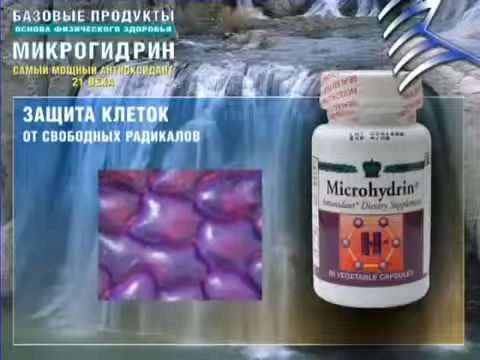 БАЗОВЫЕ ПРОДУКТЫ
ОСНОВА ФИЗИЧЕСКОГО ЗДОРОВЬЯ
МИКРОГИДРИН
САМЫЙ МОЩНЫЙ АНТИОКСИДАНТ
21 ВЕКА
ЗАЩИТА КЛЕТОК
ОТ СВОБОДНЫХ РАДИКАЛОВ
Microhydrin®
Antioxidant* Dietary Supplement
H-
60 VEGETABLE CAPSULES